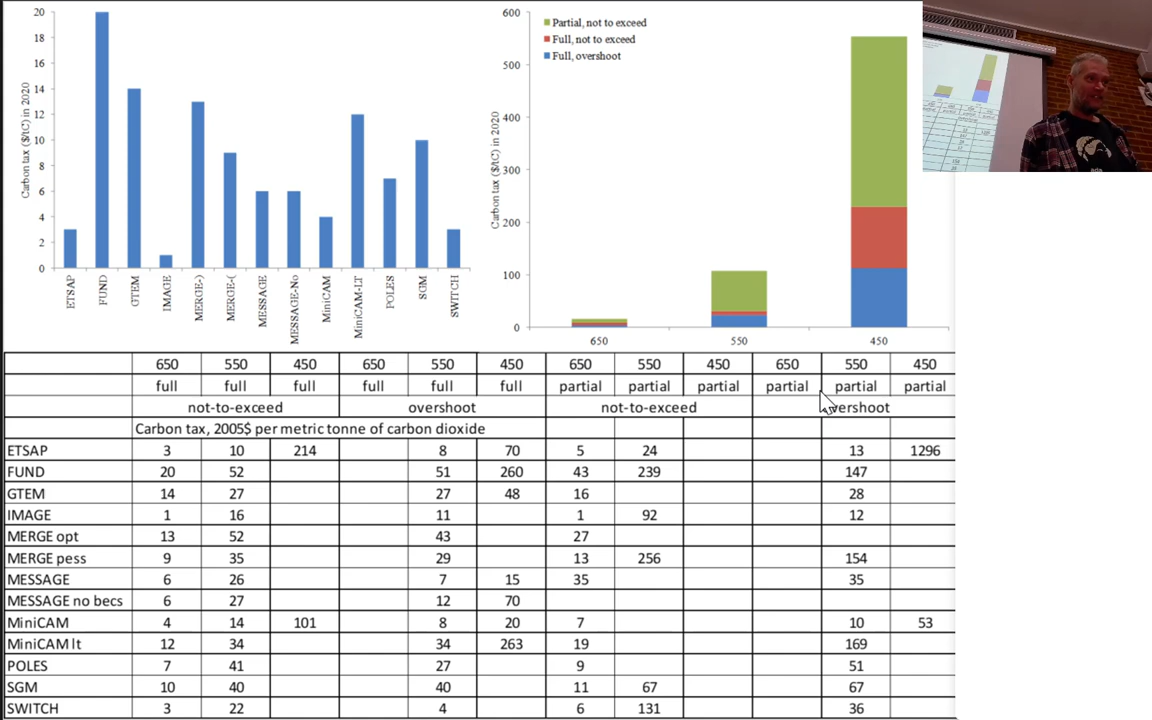 20
18
16
14
12
10
8
6
4
2
0
Carbon tax ($/tC) in 2020
ETSAP
FUND
GTEM
IMAGE
MERGE-)
MERGE-(
MESSAGE
MESSAGE-No
MiniCAM
MiniCAM-LT
POLES
SGM
SWITCH
600
500
400
300
200
100
0
Carbon tax ($/tC) in 2020
Partial, not to exceed
Full, not to exceed
Full, overshoot
650 550 450
650 550 450 650 550 450 650 550 450 650 550 450
full full full full full full partial partial partial partial partial partial
not-to-exceed overshoot not-to-exceed overshoot
Carbon tax, 2005$ per metric tonne of carbon dioxide
ETSAP 3 10 214 8 70 5 24 13 1296
FUND 20 52 51 260 43 239 147
GTEM 14 27 27 48 16 28
IMAGE 1 16 11 1 92 12
MERGE opt 13 52 43 27
MERGE pess 9 35 29 13 256 154
MESSAGE 6 26 7 15 35 35
MESSAGE no becs 6 27 12 70
MiniCAM 4 14 101 8 20 7 10 53
MiniCAM lt 12 34 34 263 19 169
POLES 7 41 27 9 51
SGM 10 40 40 11 67 67
SWITCH 3 22 4 6 131 36